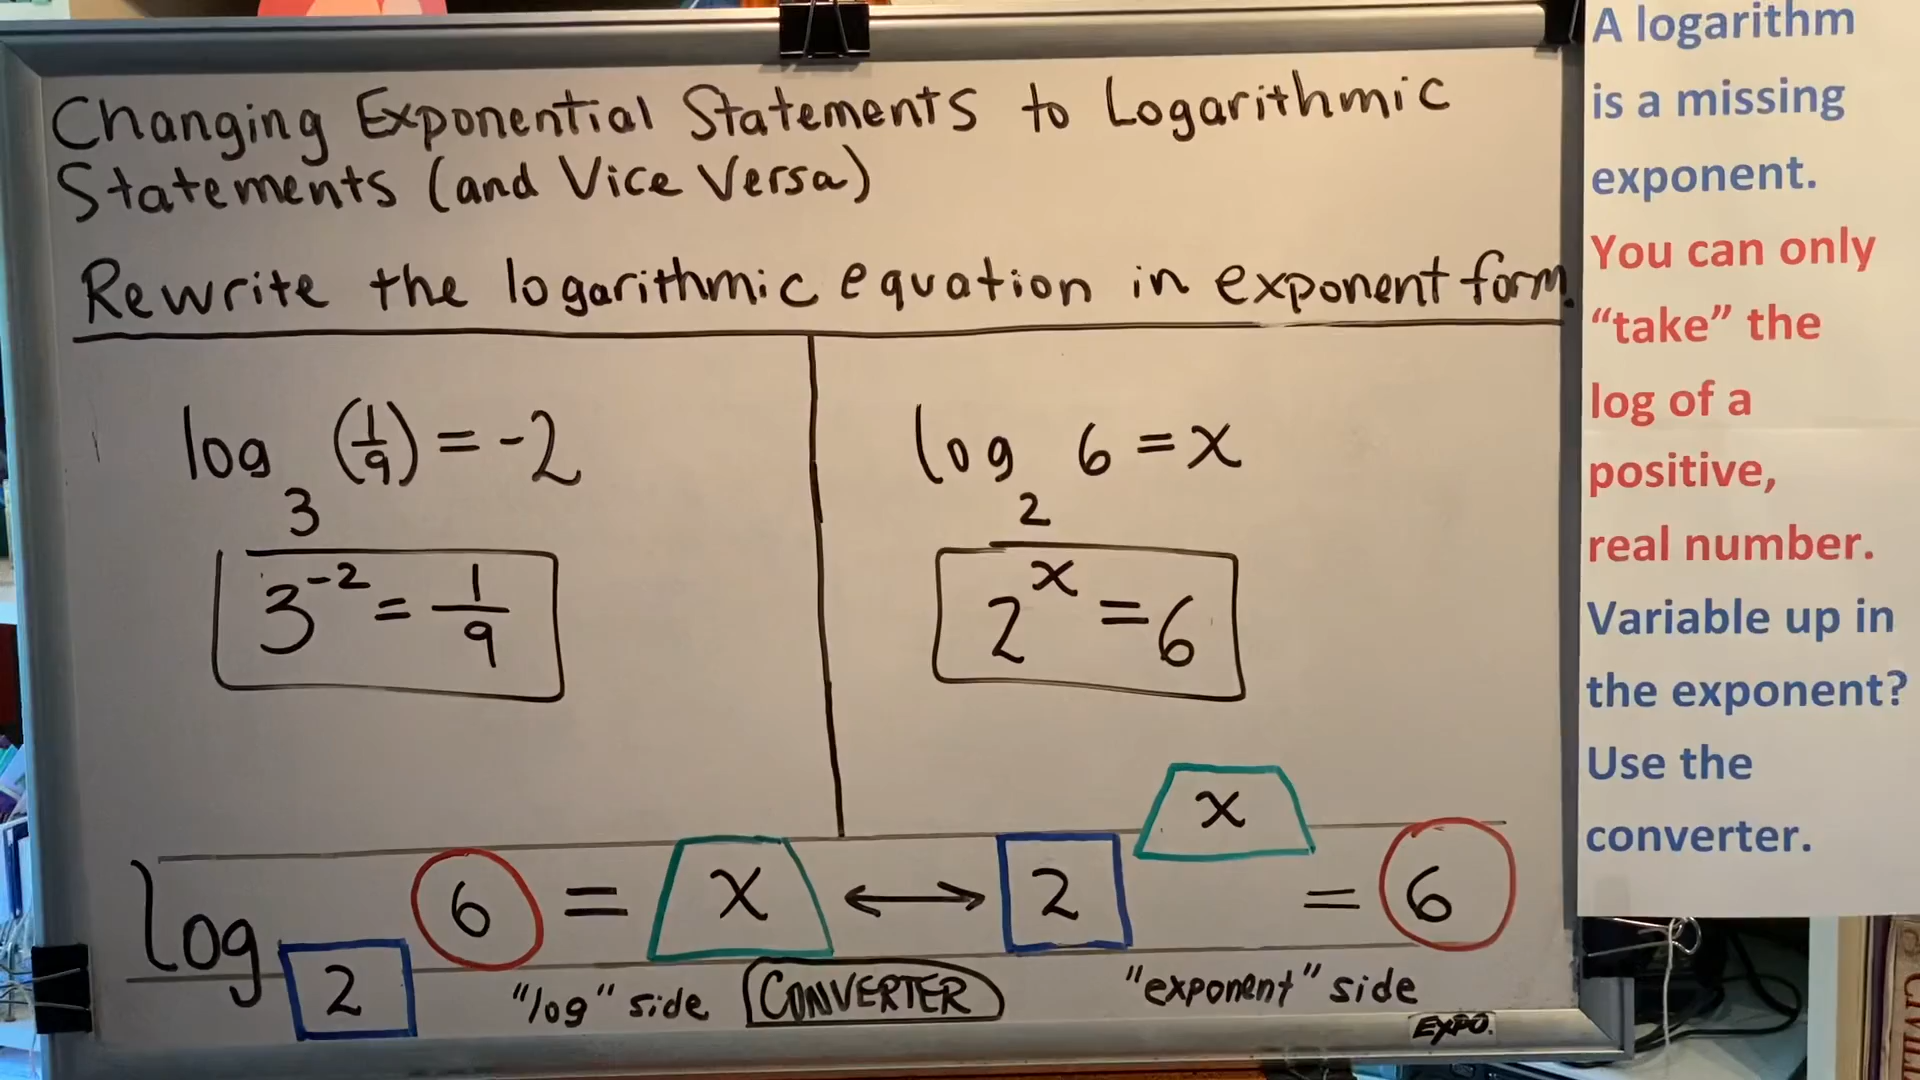 Changing Exponential Statements to Logarithmic
Statements (and Vice Versa)
Rewrite the logarithmic equation in exponent form.
log₃ (1/9) = -2
3⁻² = 1/9
log₂ 6 = x
2ˣ = 6
log₂ 6 = x ⟷ 2ˣ = 6
"log" side
CONVERTER
"exponent" side
EXPO.
A logarithm
is a missing
exponent.
You can only
“take” the
log of a
positive,
real number.
Variable up in
the exponent?
Use the
converter.